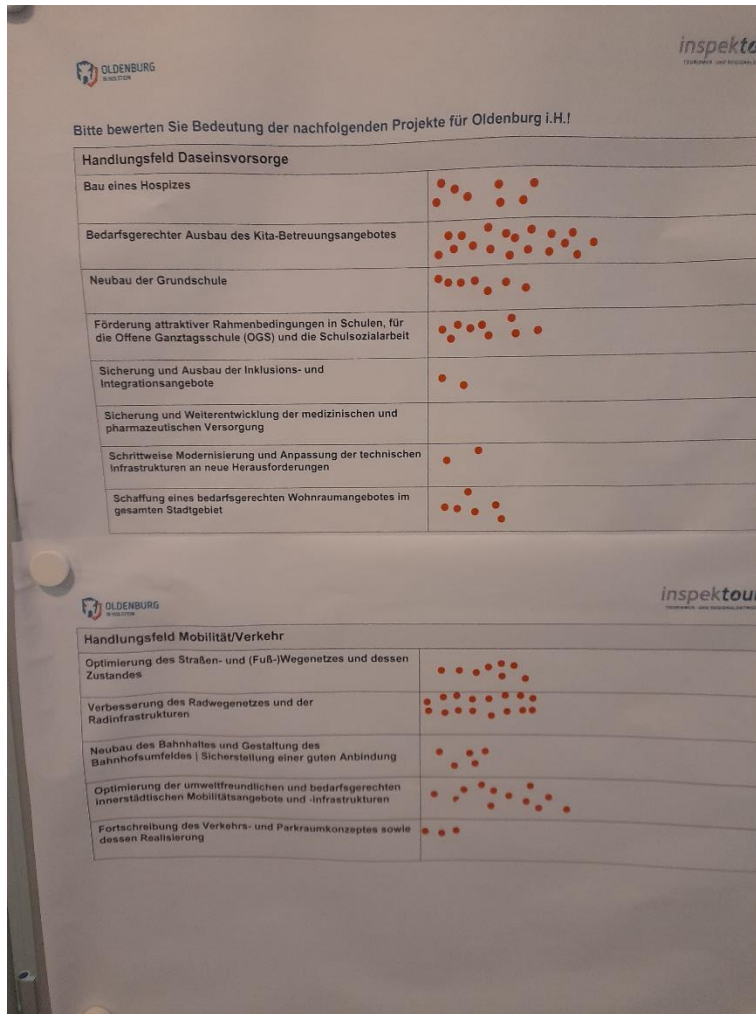 OLDENBURG
IN HOLSTEIN
inspekto
Bitte bewerten Sie Bedeutung der nachfolgenden Projekte für Oldenburg i.H.!
Handlungsfeld Daseinsvorsorge
Bau eines Hospizes
Bedarfsgerechter Ausbau des Kita-Betreuungsangebotes
Neubau der Grundschule
Förderung attraktiver Rahmenbedingungen in Schulen, für
die Offene Ganztagsschule (OGS) und die Schulsozialarbeit
Sicherung und Ausbau der Inklusions- und
Integrationsangebote
Sicherung und Weiterentwicklung der medizinischen und
pharmazeutischen Versorgung
Schrittweise Modernisierung und Anpassung der technischen
Infrastrukturen an neue Herausforderungen
Schaffung eines bedarfsgerechten Wohnraumangebotes im
gesamten Stadtgebiet
OLDENBURG
IN HOLSTEIN
inspektour
Handlungsfeld Mobilität/Verkehr
Optimierung des Straßen- und (Fuß-)Wegenetzes und dessen
Zustandes
Verbesserung des Radwegenetzes und der
Radinfrastrukturen
Neubau des Bahnhaltes und Gestaltung des
Bahnhofsumfeldes | Sicherstellung einer guten Anbindung
Optimierung der umweltfreundlichen und bedarfsgerechten
innerstädtischen Mobilitätsangebote und -infrastrukturen
Fortschreibung des Verkehrs- und Parkraumkonzeptes sowie
dessen Realisierung